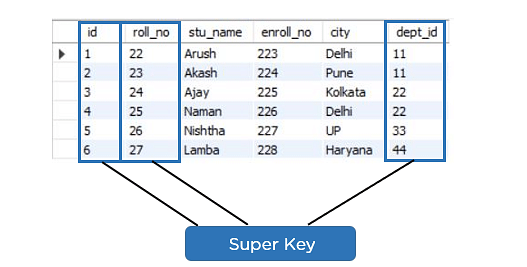 id roll_no stu_name enroll_no city dept_id
1 22 Arush 223 Delhi 11
2 23 Akash 224 Pune 11
3 24 Ajay 225 Kolkata 22
4 25 Naman 226 Delhi 22
5 26 Nishtha 227 UP 33
6 27 Lamba 228 Haryana 44
Super Key